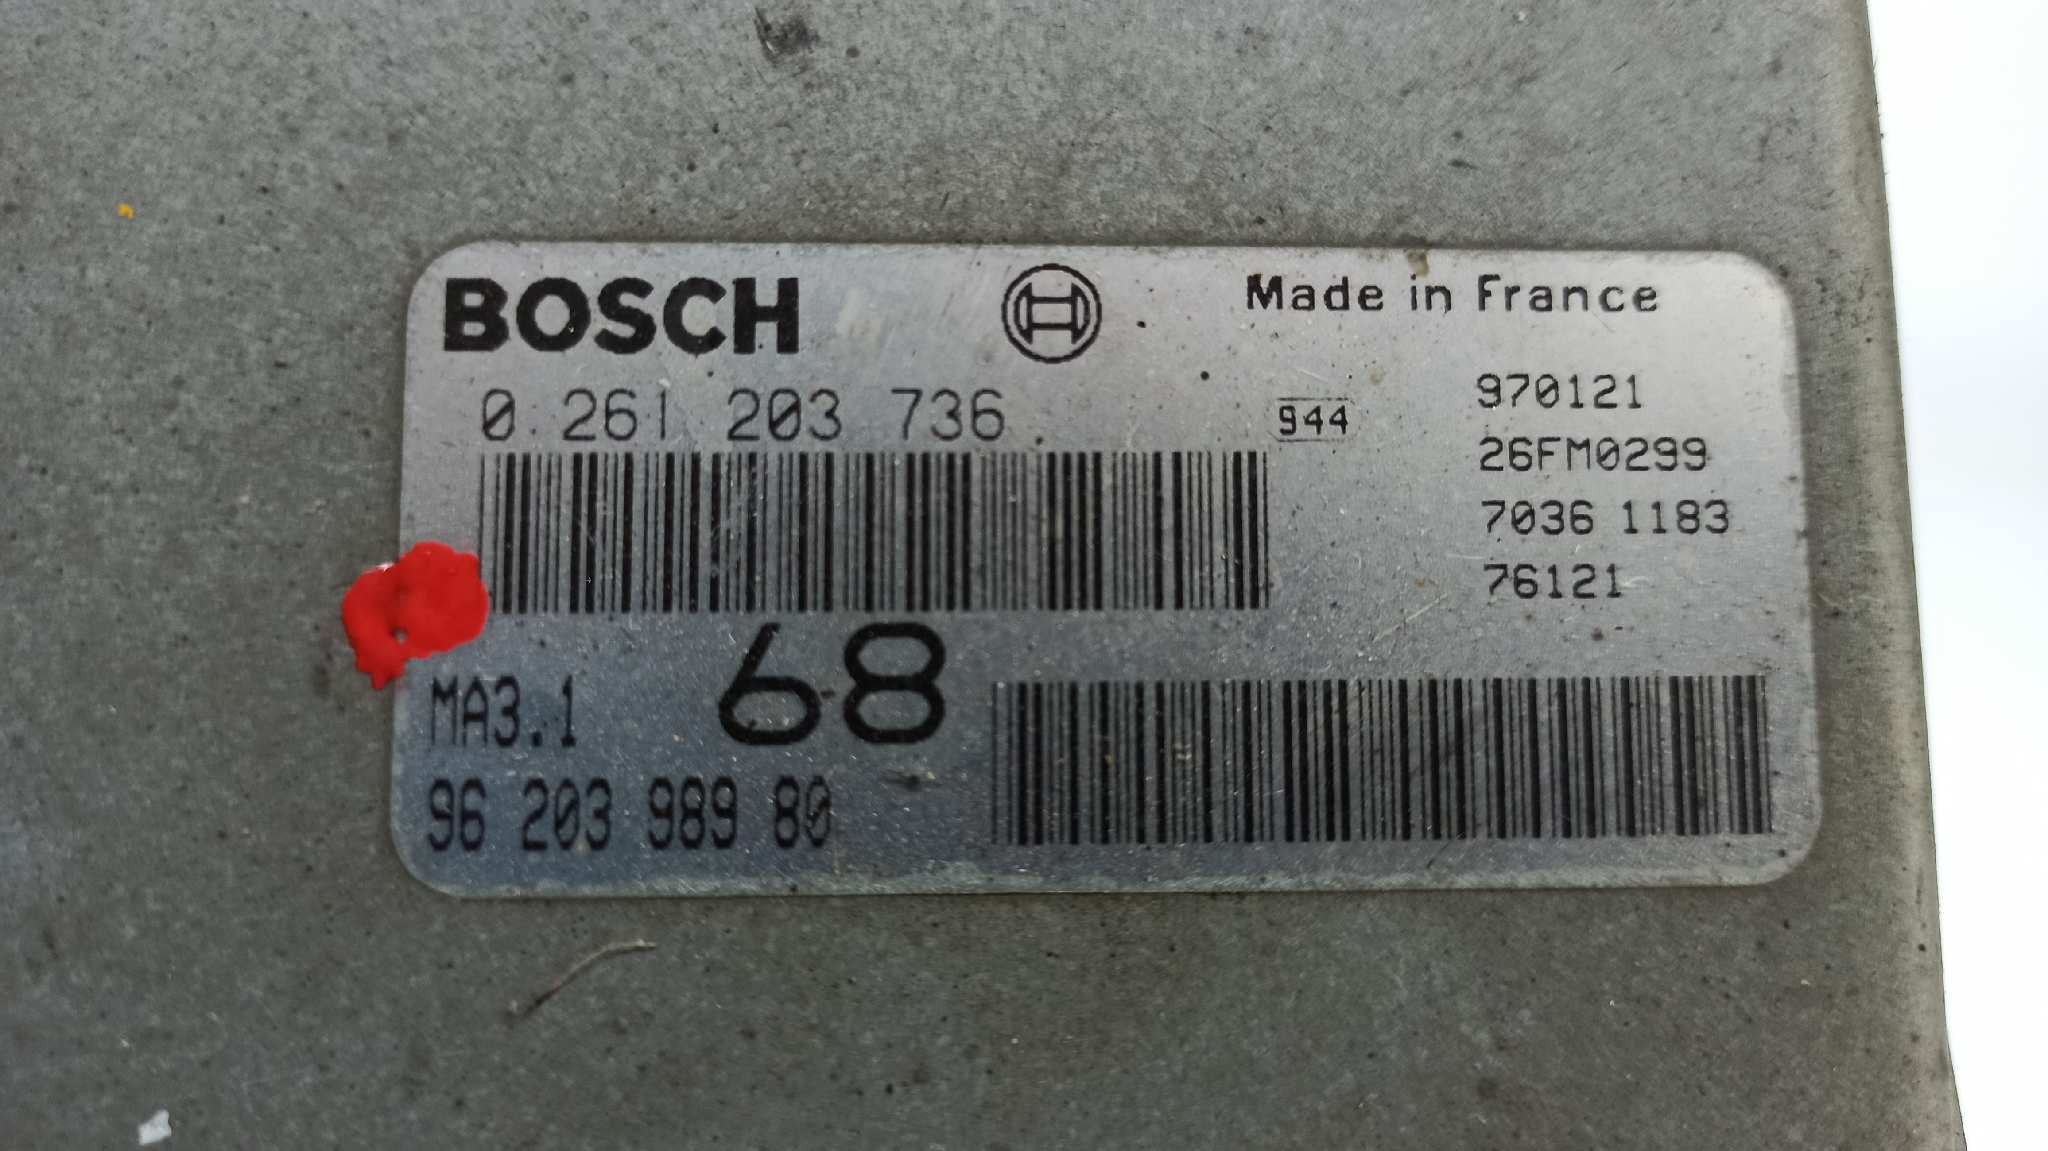 BOSCH
Made in France
0 261 203 736
944
970121
26FM0299
7036 1183
76121
MA3.1
68
96 203 989 80